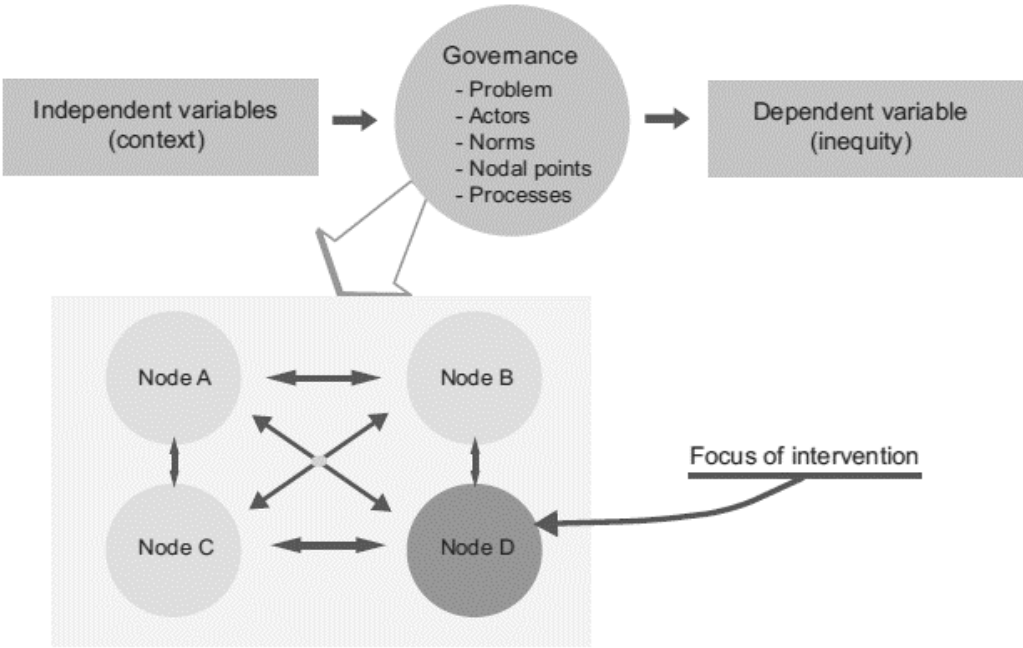 Governance
- Problem
- Actors
- Norms
- Nodal points
- Processes
Independent variables
(context)
Dependent variable
(inequity)
Node A
Node B
Focus of intervention
Node C
Node D